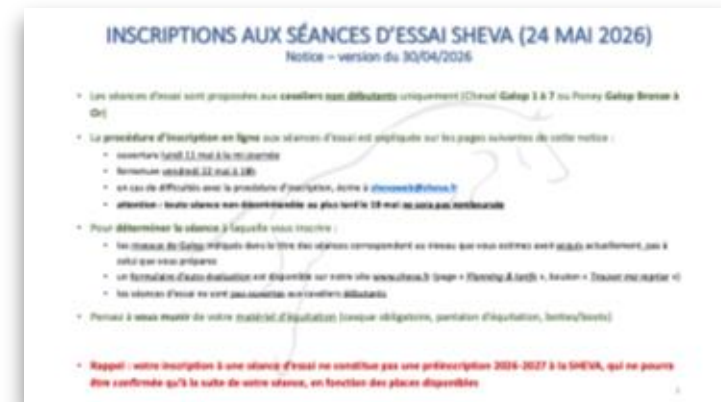 INSCRIPTIONS AUX SÉANCES D'ESSAI SHEVA (24 MAI 2026)
Notice – version du 30/04/2026
• Les séances d'essai sont proposées aux cavaliers non débutants uniquement (Cheval Galop 1 à 7 ou Poney Galop Bronze à
Or)
• La procédure d'inscription en ligne aux séances d'essai est expliquée sur les pages suivantes de cette notice :
• ouverture lundi 11 mai à la mi-journée
• fermeture vendredi 22 mai à 18h
• en cas de difficultés avec la procédure d'inscription, écrire à
• attention : toute séance non décommandée au plus tard le 18 mai ne sera pas remboursée
• Pour déterminer la séance à laquelle vous inscrire :
• les niveaux de Galop indiqués dans le titre des séances correspondent au niveau que vous estimez avoir acquis actuellement, pas à
celui que vous préparez
• un formulaire d'auto-évaluation est disponible sur notre site www.sheva.fr (page « Planning & tarifs », bouton « Trouver ma reprise »)
• les séances d'essai ne sont pas ouvertes aux cavaliers débutants
• Pensez à vous munir de votre matériel d'équitation (casque obligatoire, pantalon d'équitation, bottes/boots)
• Rappel : votre inscription à une séance d'essai ne constitue pas une préinscription 2026-2027 à la SHEVA, qui ne pourra
être confirmée qu'à la suite de votre séance, en fonction des places disponibles